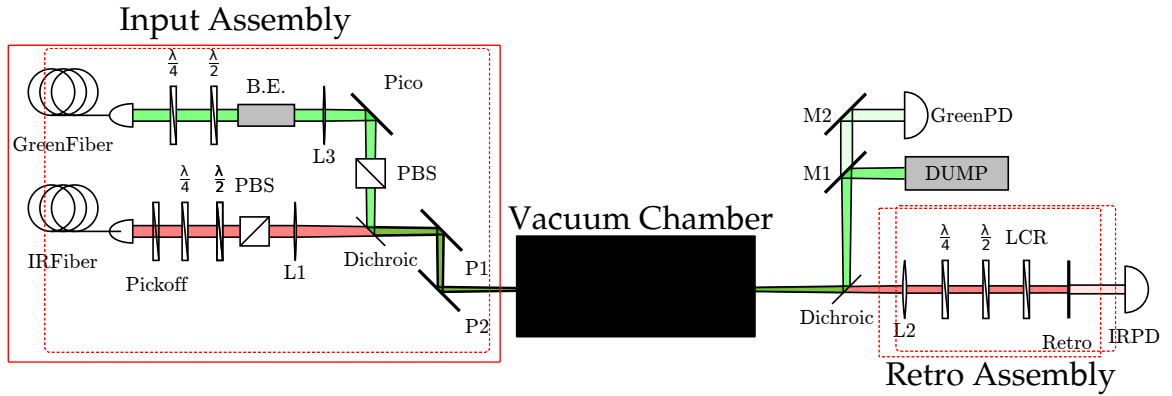 Input Assembly
λ/4
λ/2
B.E.
Pico
GreenFiber
L3
PBS
λ/4
λ/2
PBS
IRFiber
Pickoff
L1
Dichroic
P1
P2
Vacuum Chamber
M2
GreenPD
M1
DUMP
λ/4
λ/2
LCR
Dichroic
L2
Retro
IRPD
Retro Assembly